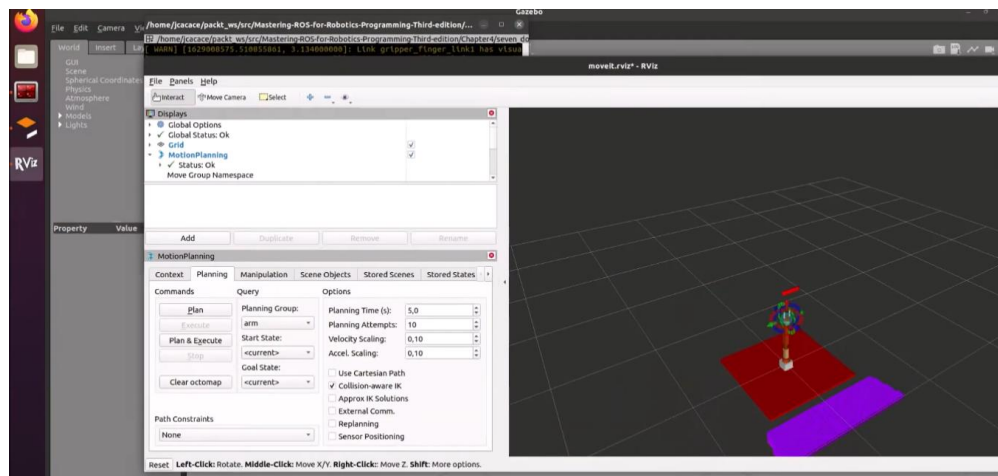 Gazebo
File Edit Camera Vi
/home/jcacace/packt_ws/src/Mastering-ROS-for-Robotics-Programming-Third-edition/...
/home/jcacace/packt_ws/src/Mastering-ROS-for-Robotics-Programming-Third-edition/Chapter4/seven_do
[ WARN] [1629008575.510855861, 3.134000000]: Link gripper_finger_link1 has visua
World Insert La
GUI
Scene
Spherical Coordinate
Physics
Atmosphere
Wind
Models
Lights
Property Value
RViz
moveit.rviz* - RViz
File Panels Help
Interact Move Camera Select
Displays
Global Options
Global Status: Ok
Grid
MotionPlanning
Status: Ok
Move Group Namespace
Add Duplicate Remove Rename
MotionPlanning
Context Planning Manipulation Scene Objects Stored Scenes Stored States
Commands Query Options
Plan
Execute
Plan & Execute
Stop
Clear octomap
Planning Group:
arm
Start State:
<current>
Goal State:
<current>
Planning Time (s): 5,0
Planning Attempts: 10
Velocity Scaling: 0,10
Accel. Scaling: 0,10
Use Cartesian Path
Collision-aware IK
Approx IK Solutions
External Comm.
Replanning
Sensor Positioning
Path Constraints
None
Reset Left-Click: Rotate. Middle-Click: Move X/Y. Right-Click:: Move Z. Shift: More options.